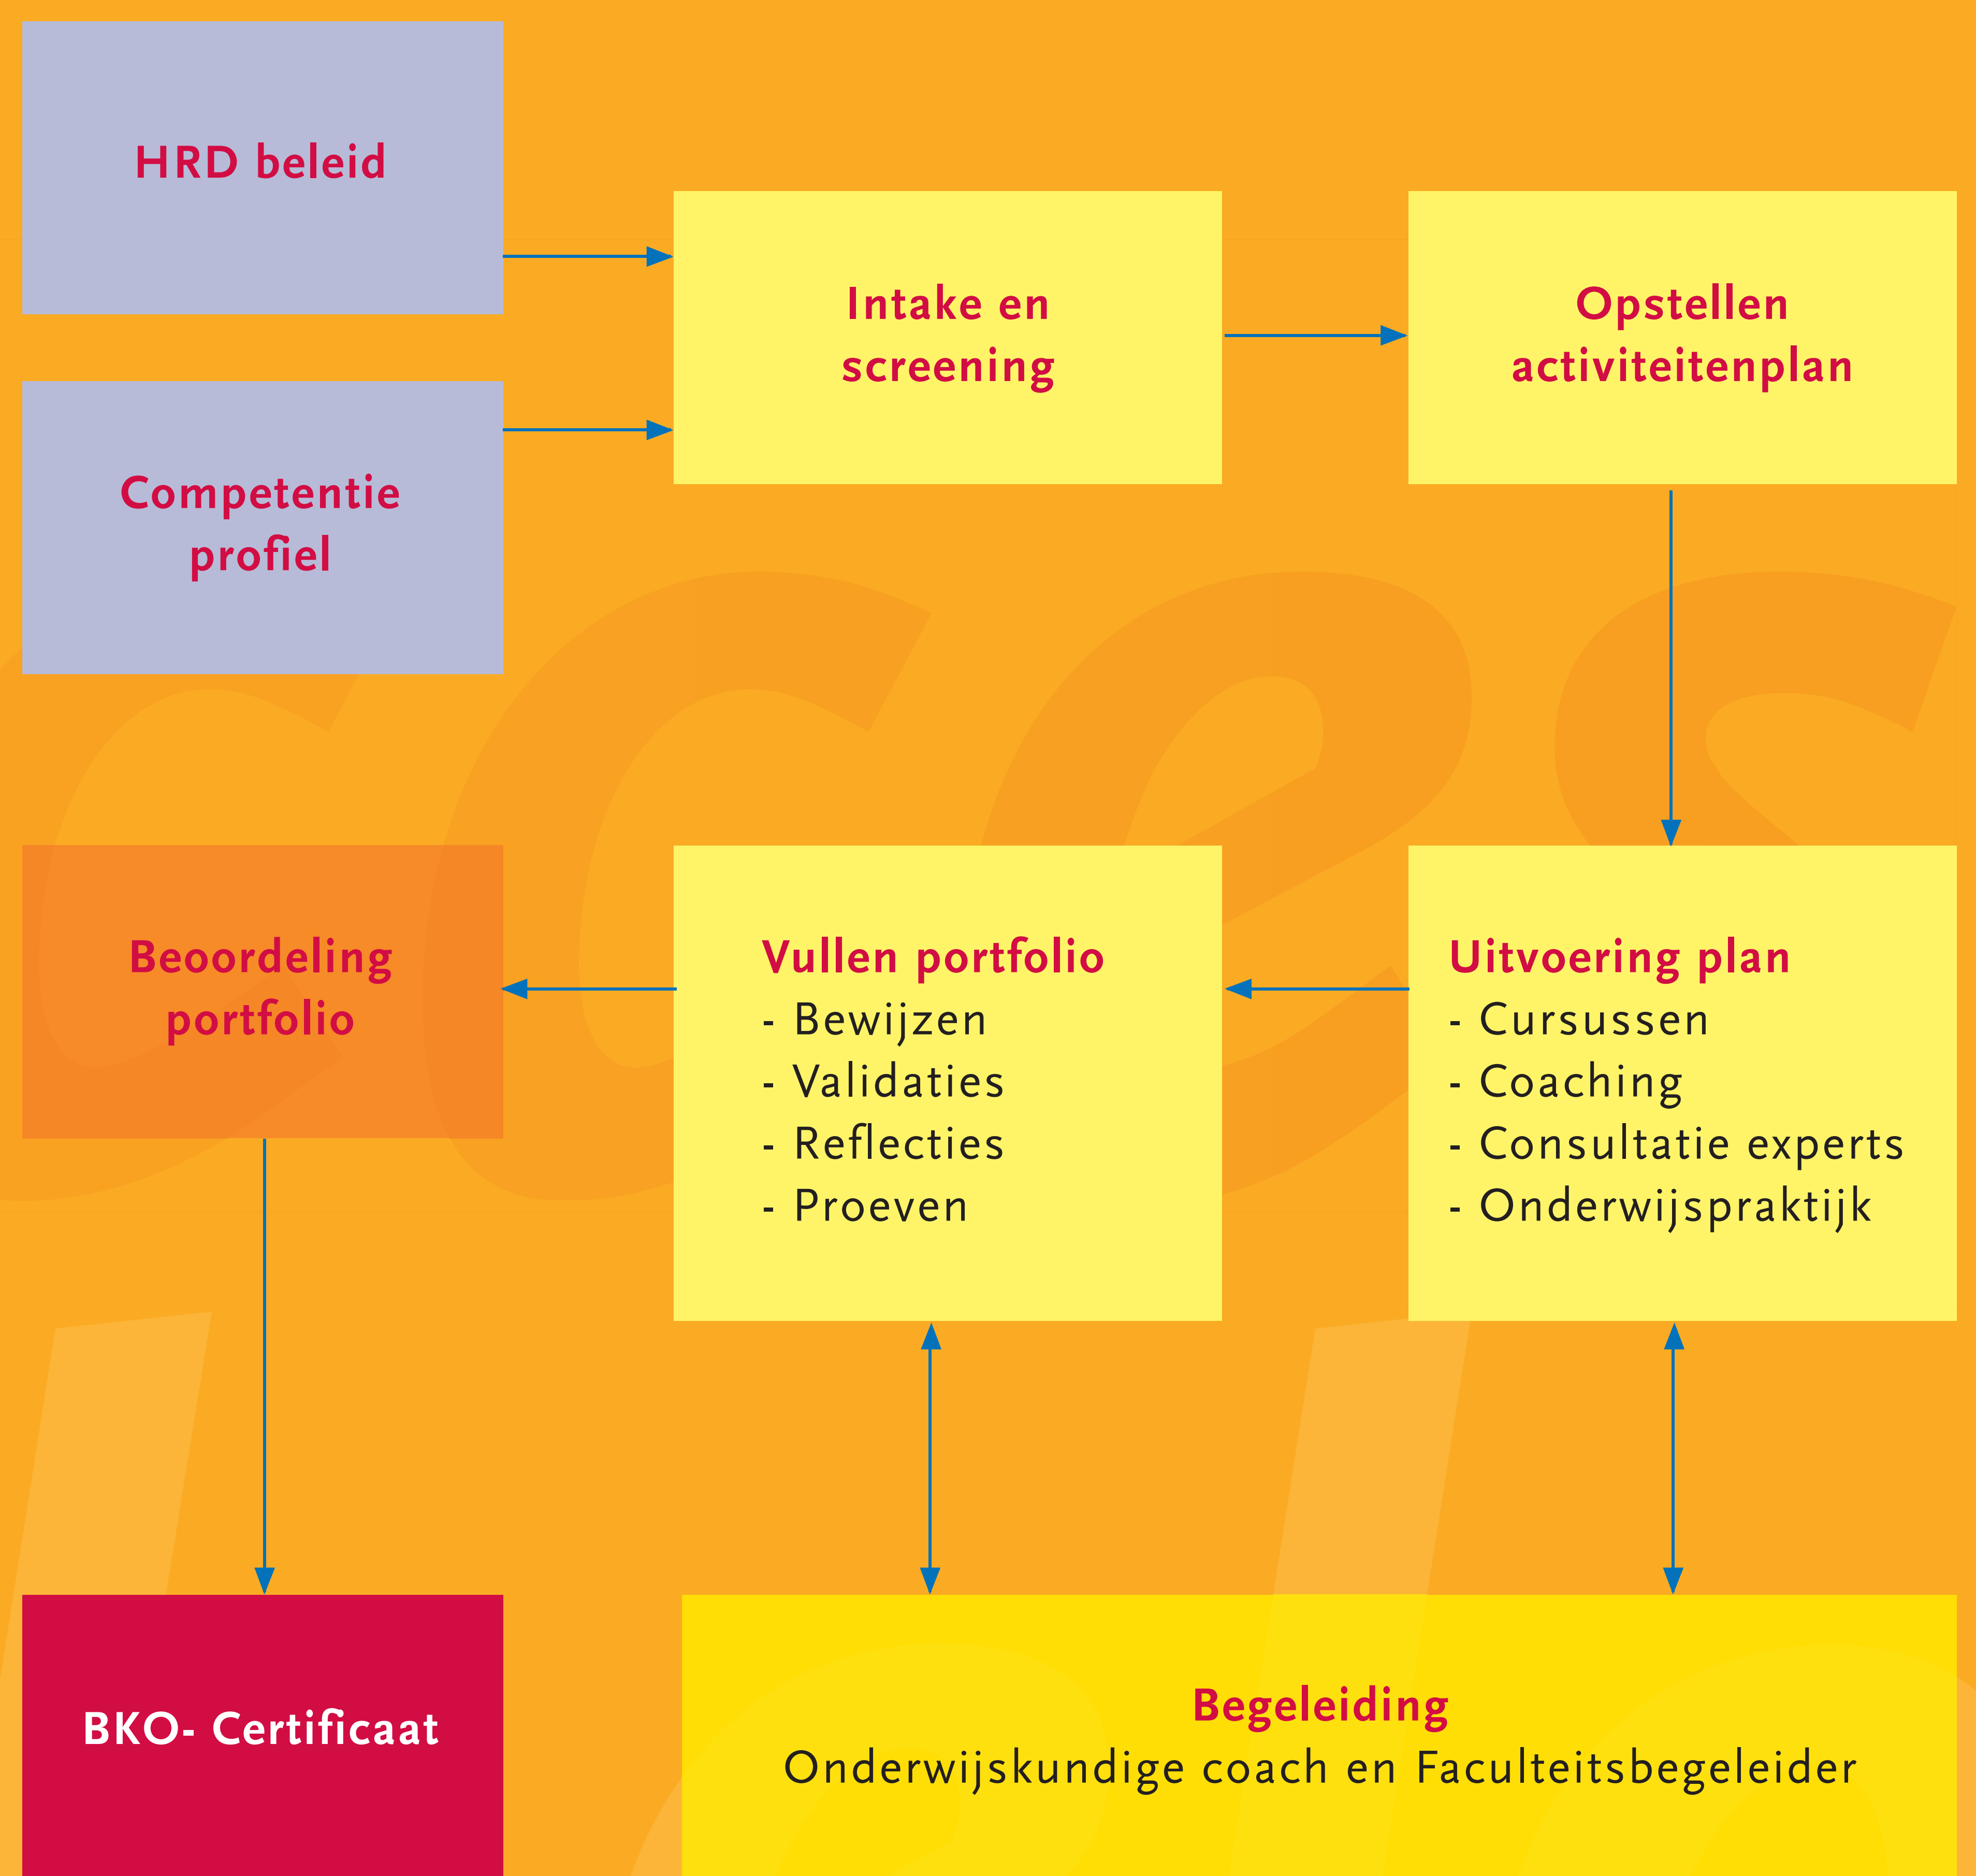 HRD beleid
Intake en
screening
Opstellen
activiteitenplan
Competentie
profiel
Beoordeling
portfolio
Vullen portfolio
- Bewijzen
- Validaties
- Reflecties
- Proeven
Uitvoering plan
- Cursussen
- Coaching
- Consultatie experts
- Onderwijspraktijk
BKO- Certificaat
Begeleiding
Onderwijskundige coach en Faculteitsbegeleider